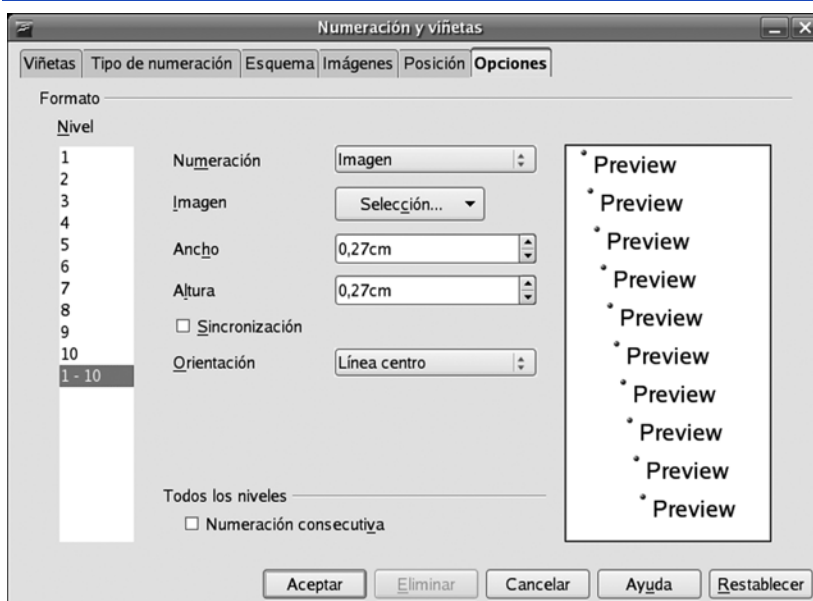 Numeración y viñetas
Viñetas Tipo de numeración Esquema Imágenes Posición Opciones
Formato
Nivel
1
2
3
4
5
6
7
8
9
10
1 - 10
Numeración Imagen
Imagen Selección...
Ancho 0,27cm
Altura 0,27cm
Sincronización
Orientación Línea centro
Todos los niveles
Numeración consecutiva
Preview
Preview
Preview
Preview
Preview
Preview
Preview
Preview
Preview
Preview
Aceptar Eliminar Cancelar Ayuda Restablecer